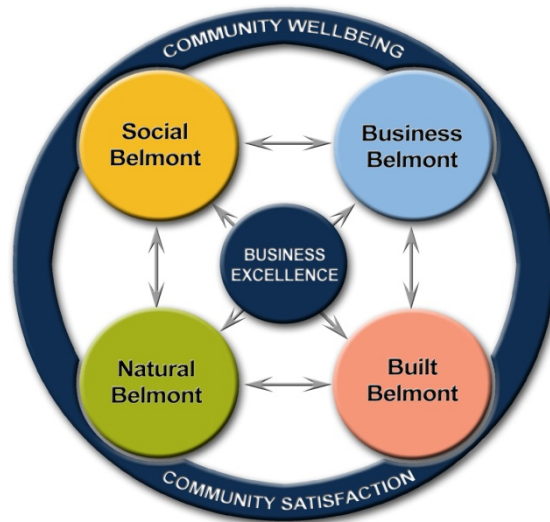 COMMUNITY WELLBEING
Social
Belmont
Business
Belmont
BUSINESS
EXCELLENCE
Natural
Belmont
Built
Belmont
COMMUNITY SATISFACTION